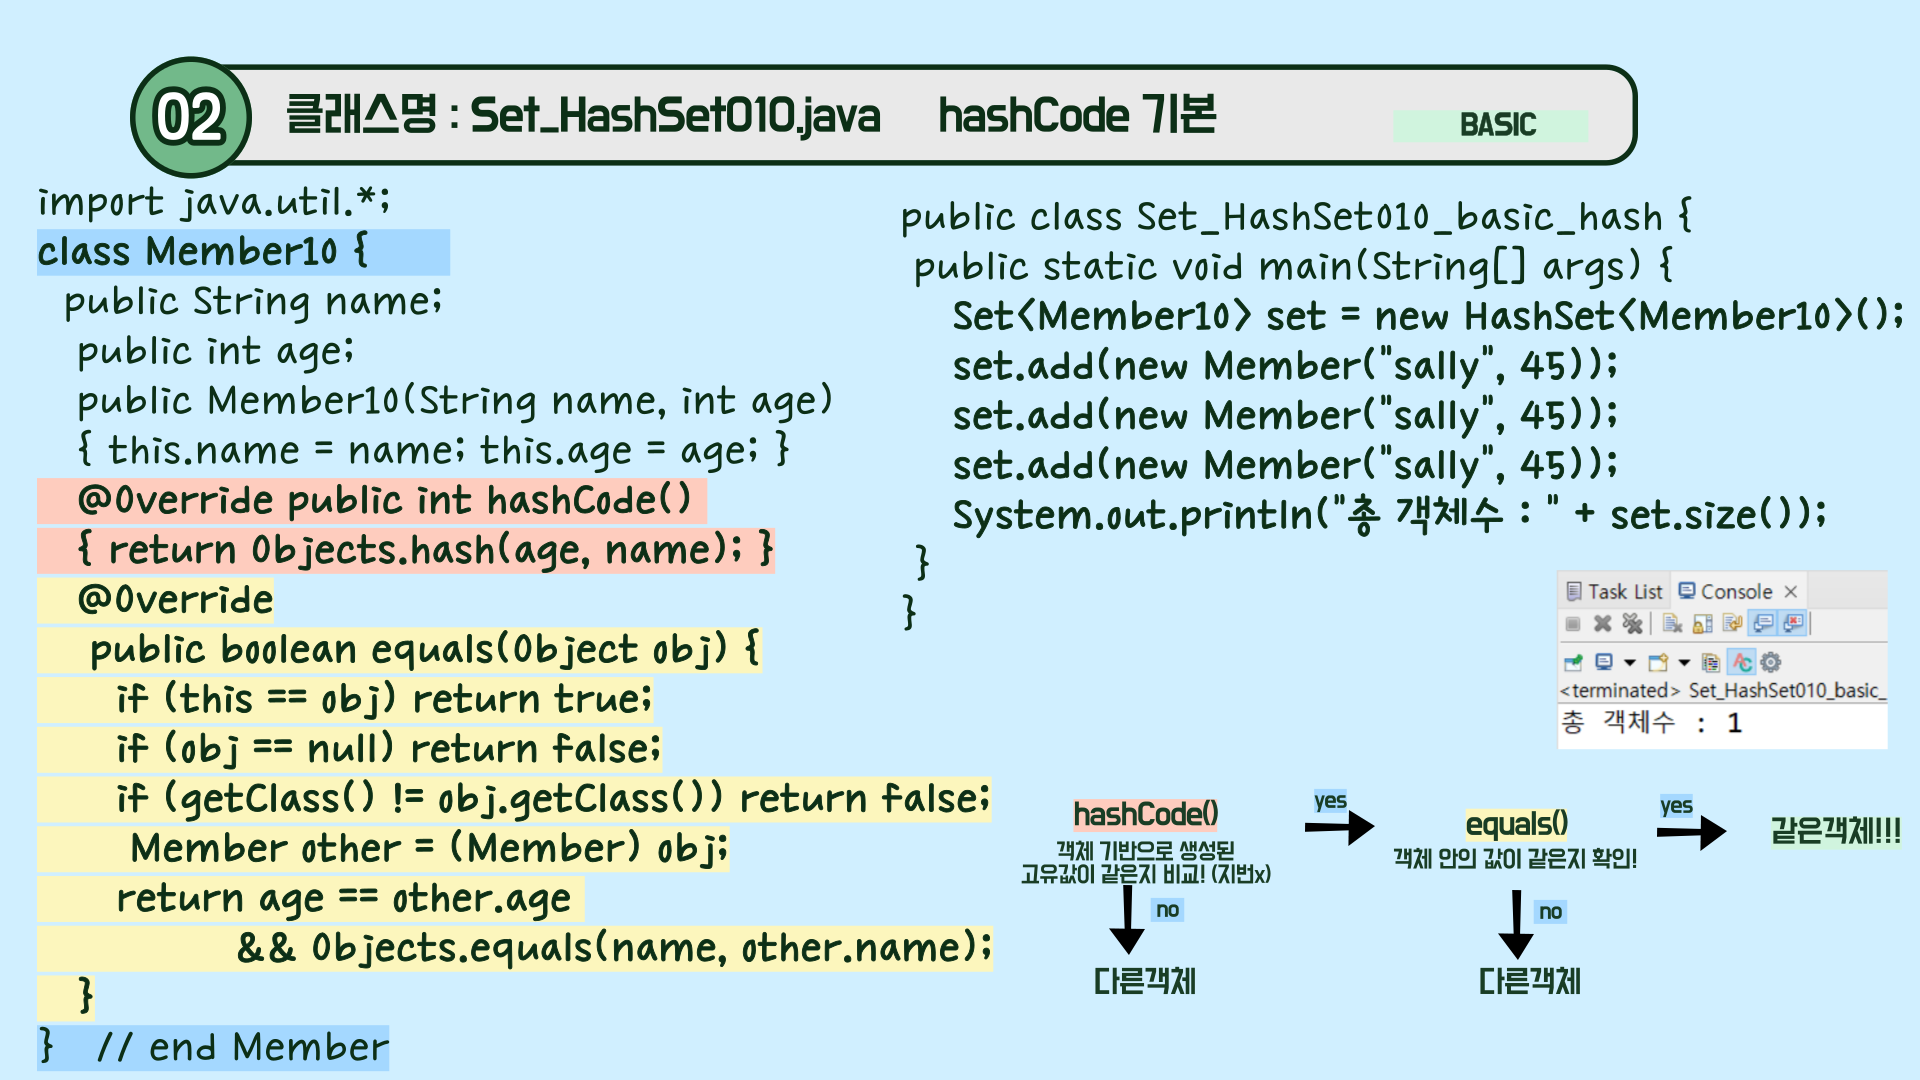 02
클래스명 : Set_HashSet010.java hashCode 기본
BASIC
import java.util.*;
class Member10 {
public String name;
public int age;
public Member10(String name, int age)
{ this.name = name; this.age = age; }
@Override public int hashCode()
{ return Objects.hash(age, name); }
@Override
public boolean equals(Object obj) {
if (this == obj) return true;
if (obj == null) return false;
if (getClass() != obj.getClass()) return false;
Member other = (Member) obj;
return age == other.age
&& Objects.equals(name, other.name);
}
} // end Member
public class Set_HashSet010_basic_hash {
public static void main(String[] args) {
Set<Member10> set = new HashSet<Member10>();
set.add(new Member("sally", 45));
set.add(new Member("sally", 45));
set.add(new Member("sally", 45));
System.out.println("총 객체수 : " + set.size());
}
}
Task List Console
<terminated> Set_HashSet010_basic_
총 객체수 : 1
hashCode()
객체 기반으로 생성된
고유값이 같은지 비교! (지번x)
yes
no
다른객체
equals()
객체 안의 값이 같은지 확인!
yes
no
다른객체
같은객체!!!